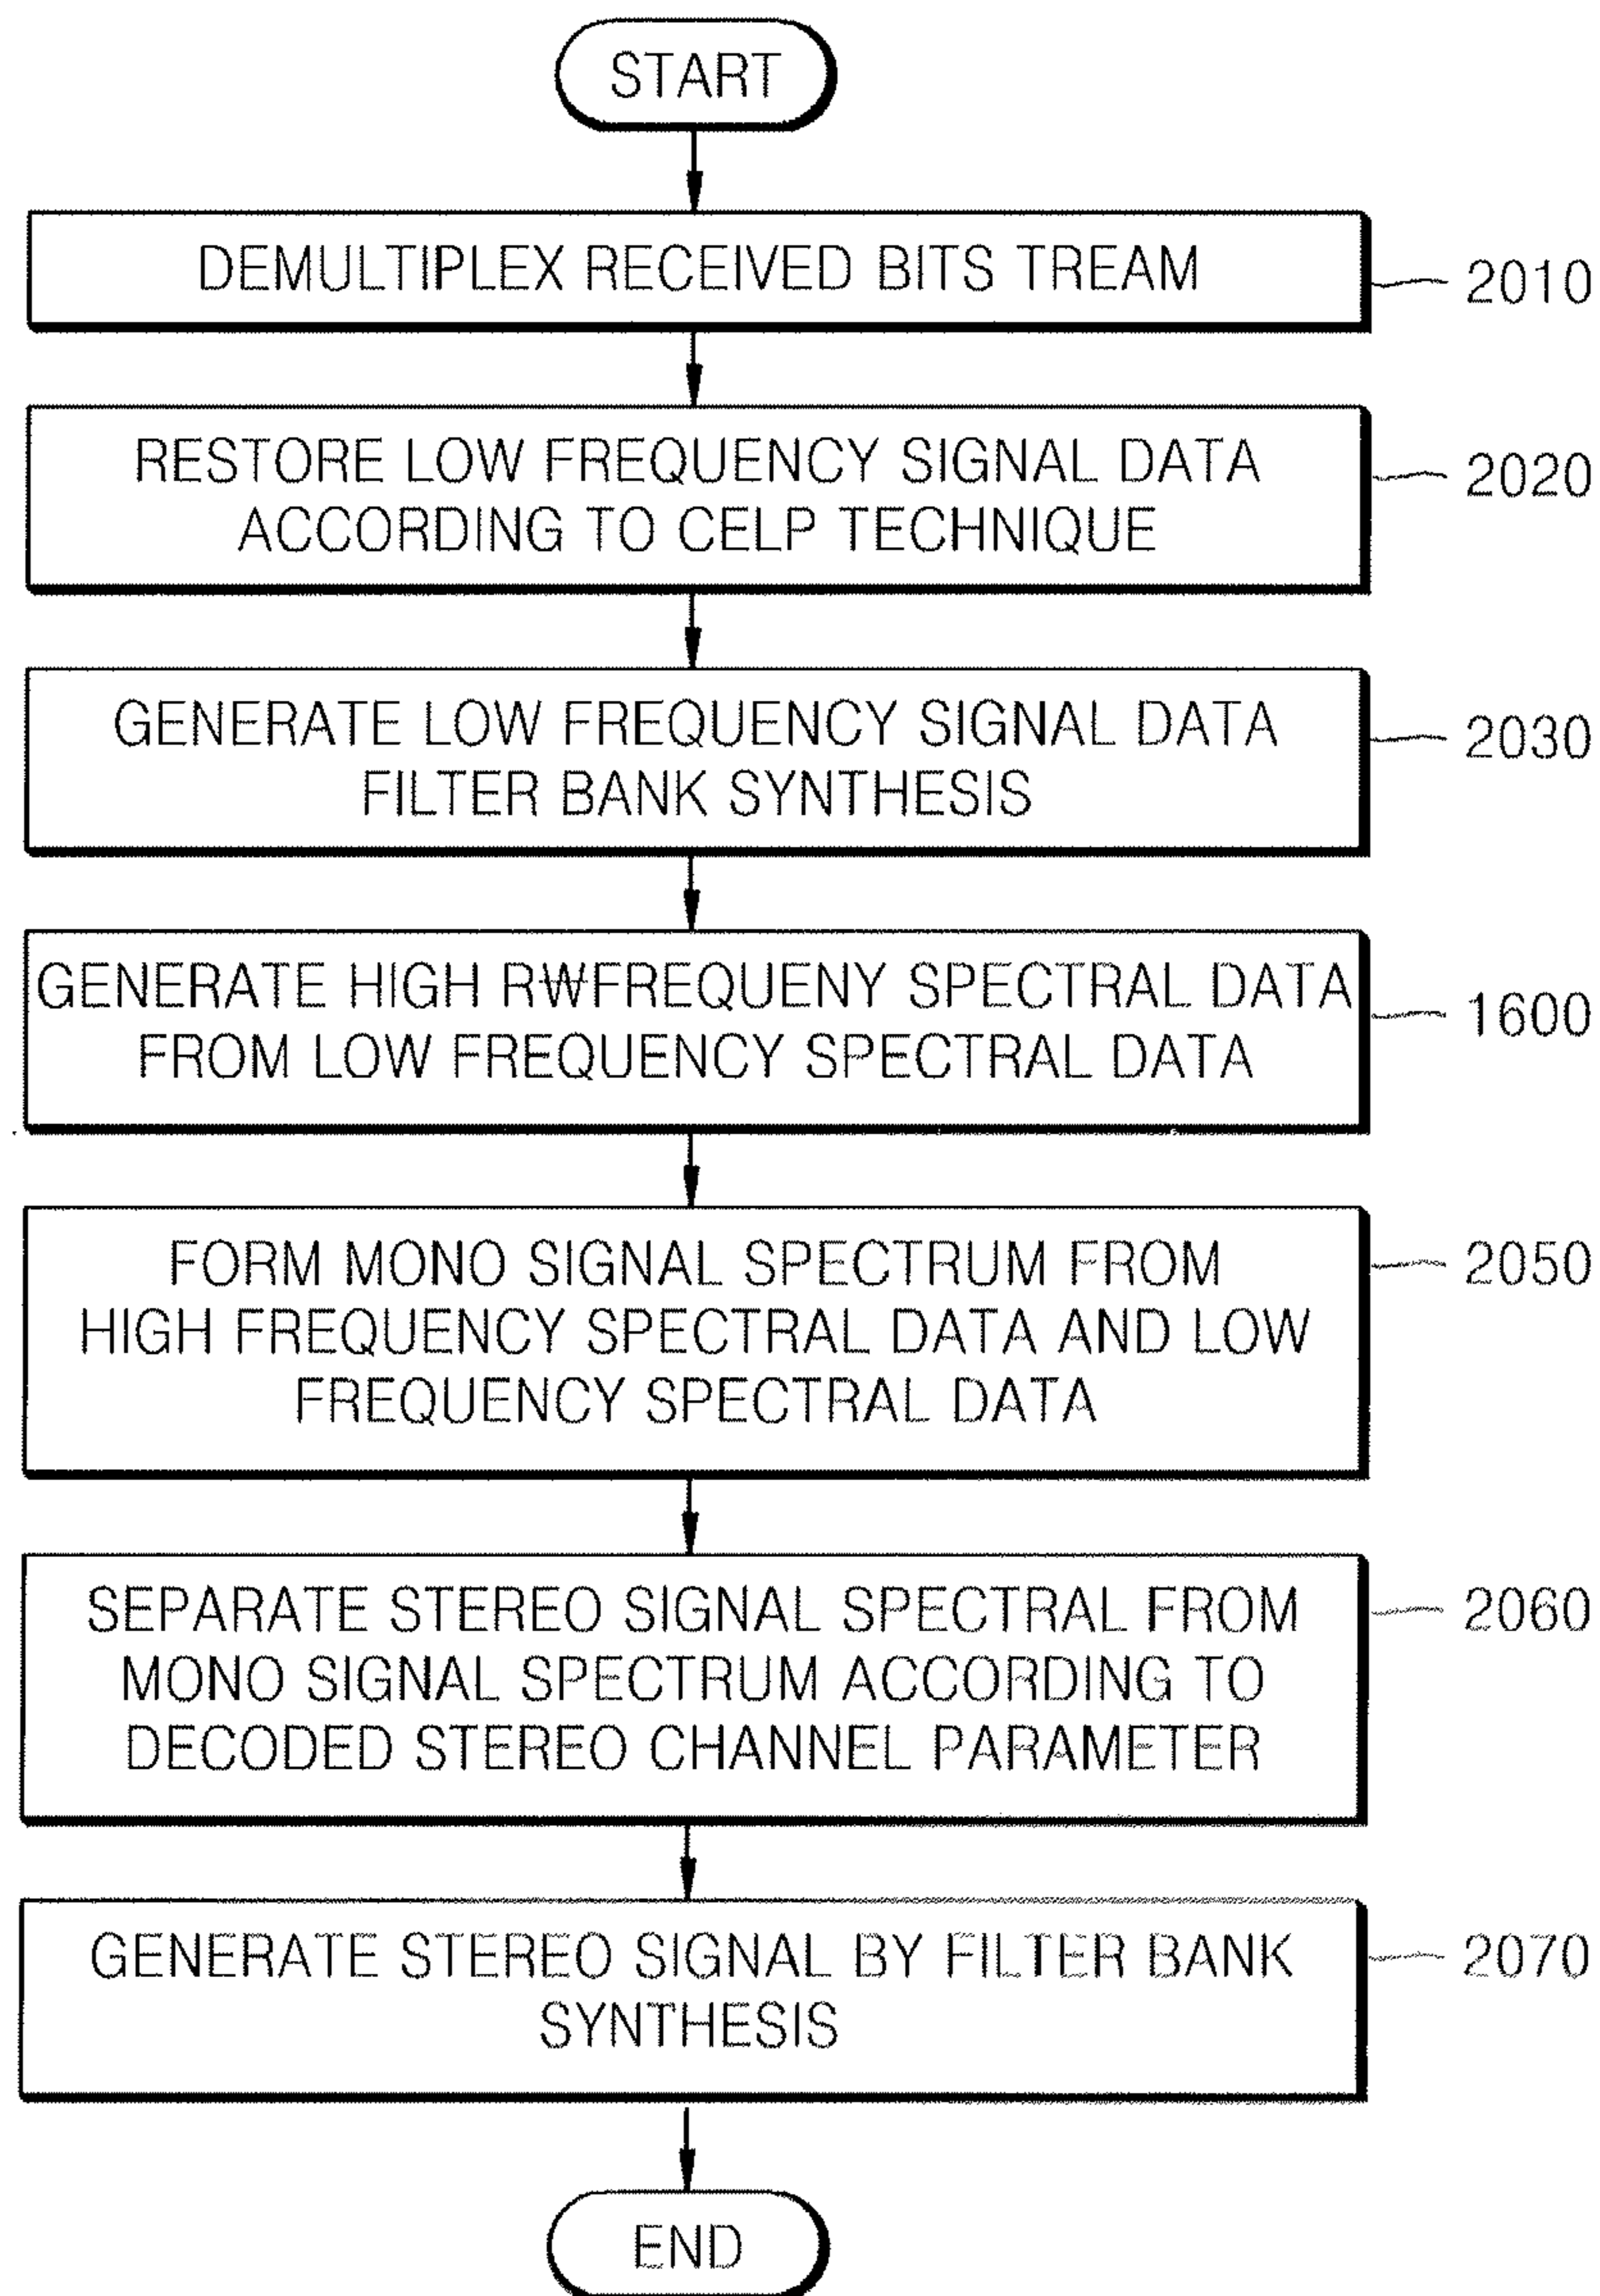 START
DEMULTIPLEX RECEIVED BITS TREAM
2010
RESTORE LOW FREQUENCY SIGNAL DATA
ACCORDING TO CELP TECHNIQUE
2020
GENERATE LOW FREQUENCY SIGNAL DATA
FILTER BANK SYNTHESIS
2030
GENERATE HIGH R₩FREQUENY SPECTRAL DATA
FROM LOW FREQUENCY SPECTRAL DATA
1600
FORM MONO SIGNAL SPECTRUM FROM
HIGH FREQUENCY SPECTRAL DATA AND LOW
FREQUENCY SPECTRAL DATA
2050
SEPARATE STEREO SIGNAL SPECTRAL FROM
MONO SIGNAL SPECTRUM ACCORDING TO
DECODED STEREO CHANNEL PARAMETER
2060
GENERATE STEREO SIGNAL BY FILTER BANK
SYNTHESIS
2070
END